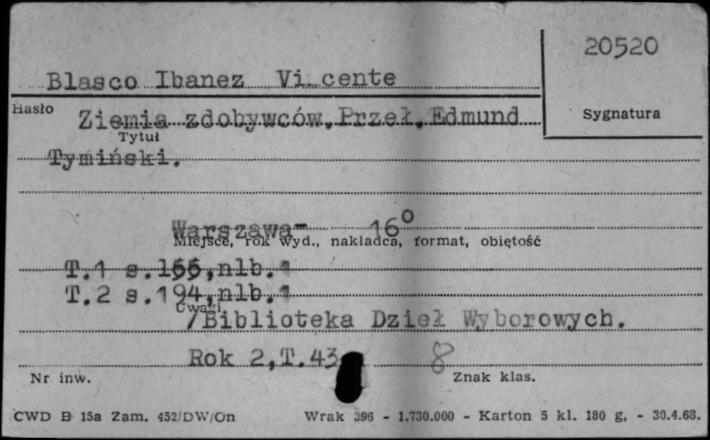 20520
Blasco Ibanez Vincente
Hasło
Sygnatura
Ziemia zdobywców.Przeł.Edmund
Tytuł
Tymiński.
Warszawa- 16°
Miejsce, rok wyd., nakładca, format, objętość
T.1 s.166,nlb.1
T.2 s.194,nlb.1
Uwagi
/Biblioteka Dzieł Wyborowych.
Rok 2,T.43
8
Nr inw.
Znak klas.
CWD B 15a Zam. 452/DW/On Wrak 396 - 1.730.000 - Karton 5 kl. 180 g, - 30.4.68.